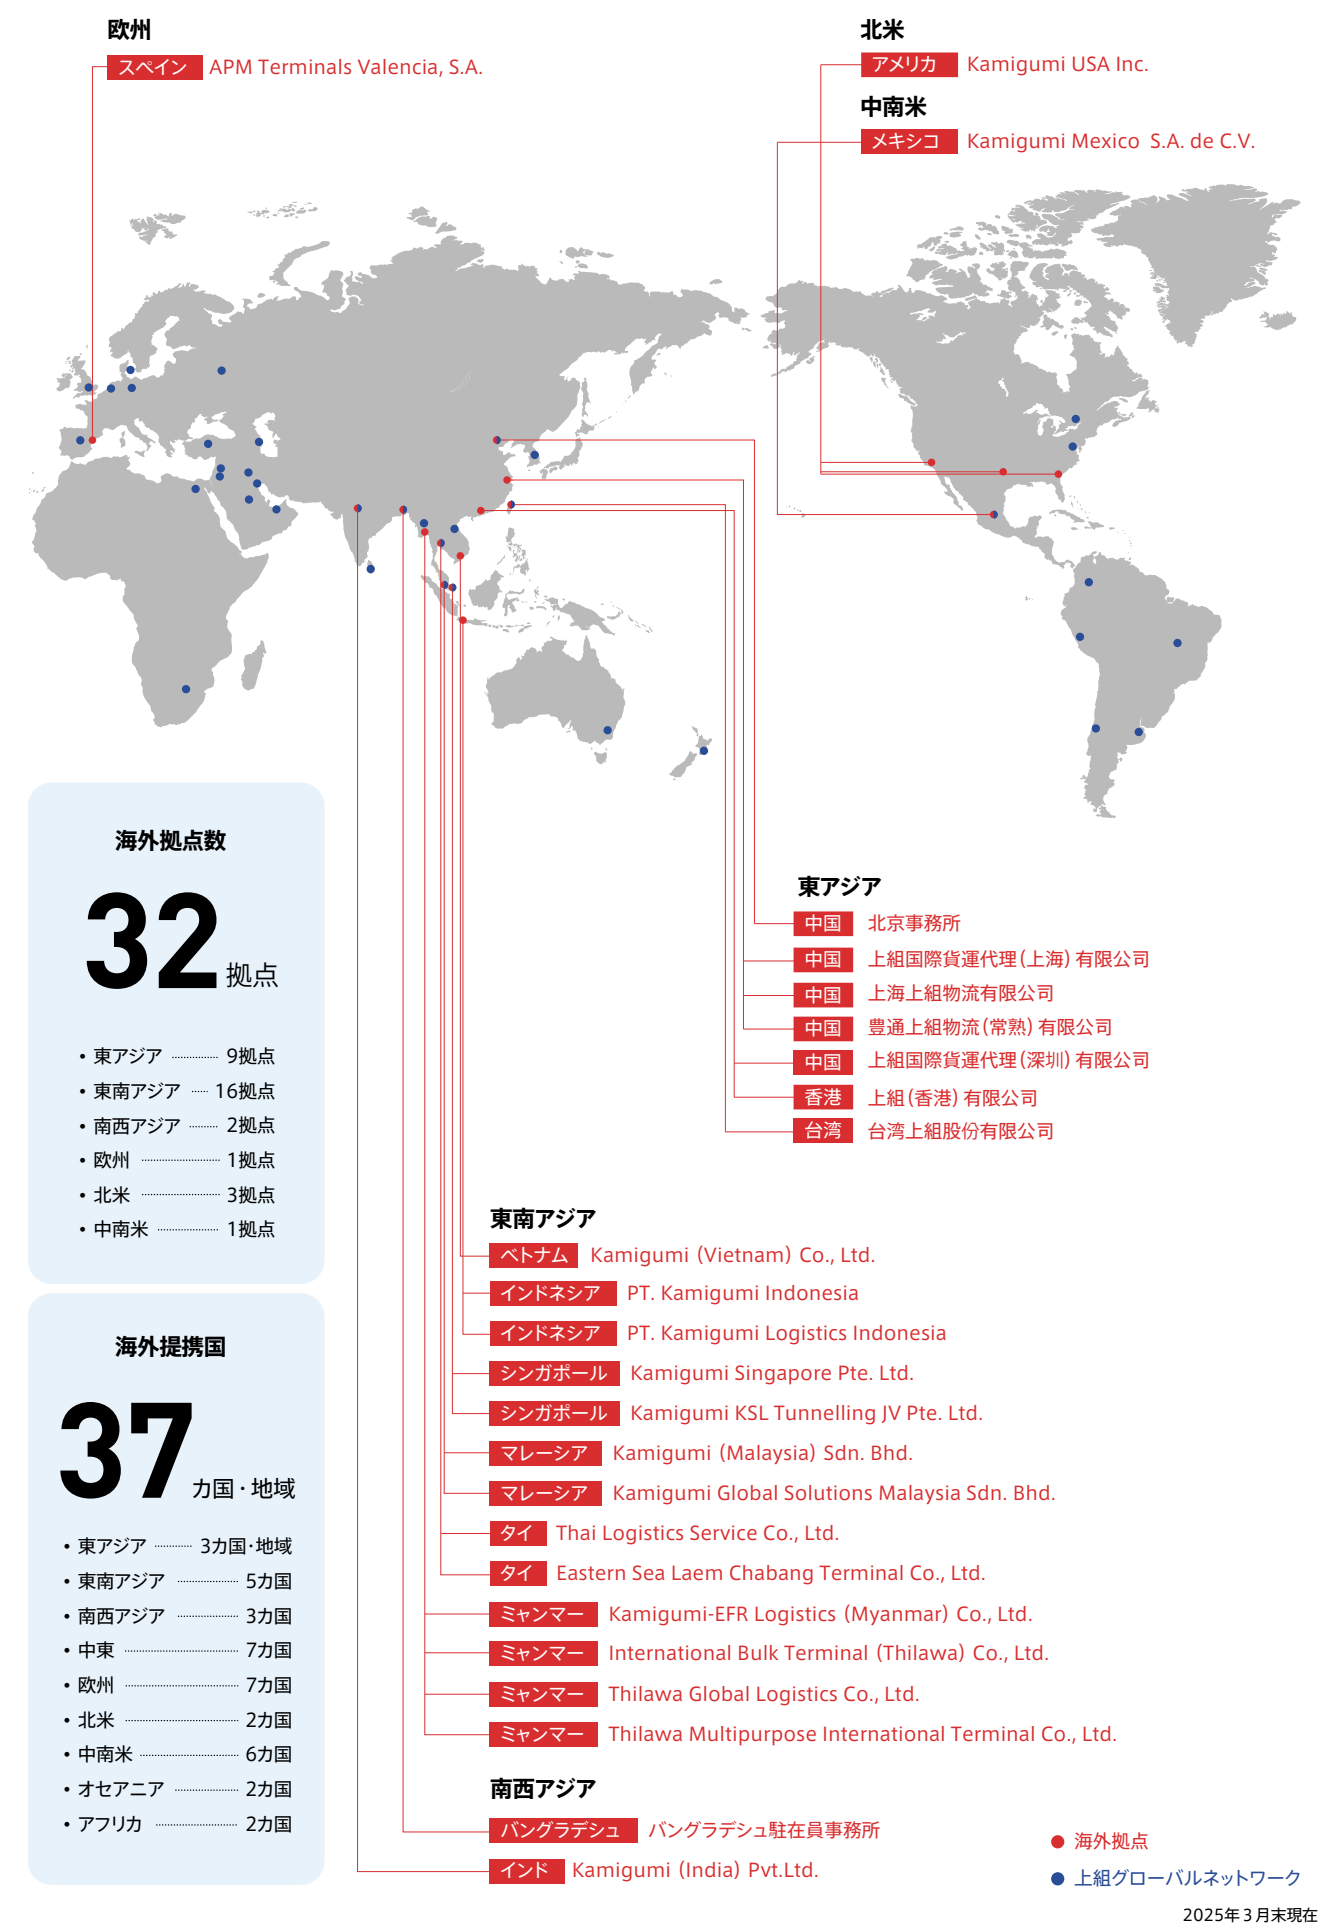 欧州
スペイン APM Terminals Valencia, S.A.
北米
アメリカ Kamigumi USA Inc.
中南米
メキシコ Kamigumi Mexico S.A. de C.V.
海外拠点数
32拠点
・東アジア 9拠点
・東南アジア 16拠点
・南西アジア 2拠点
・欧州 1拠点
・北米 3拠点
・中南米 1拠点
海外提携国
37カ国・地域
・東アジア 3カ国・地域
・東南アジア 5カ国
・南西アジア 3カ国
・中東 7カ国
・欧州 7カ国
・北米 2カ国
・中南米 6カ国
・オセアニア 2カ国
・アフリカ 2カ国
東アジア
中国 北京事務所
中国 上組国際貨運代理(上海)有限公司
中国 上海上組物流有限公司
中国 豊通上組物流(常熟)有限公司
中国 上組国際貨運代理(深圳)有限公司
香港 上組(香港)有限公司
台湾 台湾上組股份有限公司
東南アジア
ベトナム Kamigumi (Vietnam) Co., Ltd.
インドネシア PT. Kamigumi Indonesia
インドネシア PT. Kamigumi Logistics Indonesia
シンガポール Kamigumi Singapore Pte. Ltd.
シンガポール Kamigumi KSL Tunnelling JV Pte. Ltd.
マレーシア Kamigumi (Malaysia) Sdn. Bhd.
マレーシア Kamigumi Global Solutions Malaysia Sdn. Bhd.
タイ Thai Logistics Service Co., Ltd.
タイ Eastern Sea Laem Chabang Terminal Co., Ltd.
ミャンマー Kamigumi-EFR Logistics (Myanmar) Co., Ltd.
ミャンマー International Bulk Terminal (Thilawa) Co., Ltd.
ミャンマー Thilawa Global Logistics Co., Ltd.
ミャンマー Thilawa Multipurpose International Terminal Co., Ltd.
南西アジア
バングラデシュ バングラデシュ駐在員事務所
インド Kamigumi (India) Pvt.Ltd.
海外拠点
上組グローバルネットワーク
2025年3月末現在